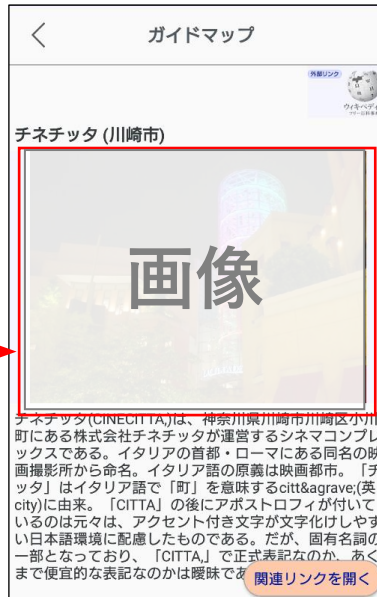 ガイドマップ
外部リンク
ウィキペディ
フリー百科事
チネチッタ (川崎市)
画像
チネチッタ(CINECITTA,)は、神奈川県川崎市川崎区小川
町にある株式会社チネチッタが運営するシネマコンプレ
ックスである。イタリアの首都・ローマにある同名の映
画撮影所から命名。イタリア語の原義は映画都市。「チ
ッタ」はイタリア語で「町」を意味するcitt&agrave;(英
city)に由来。「CITTA」の後にアポストロフィが付いて
いるのは元々は、アクセント付き文字が文字化けしやす
い日本語環境に配慮したものである。だが、固有名詞の
一部となっており、「CITTA,」で正式表記なのか、あく
まで便宜的な表記なのかは曖昧であ
関連リンクを開く